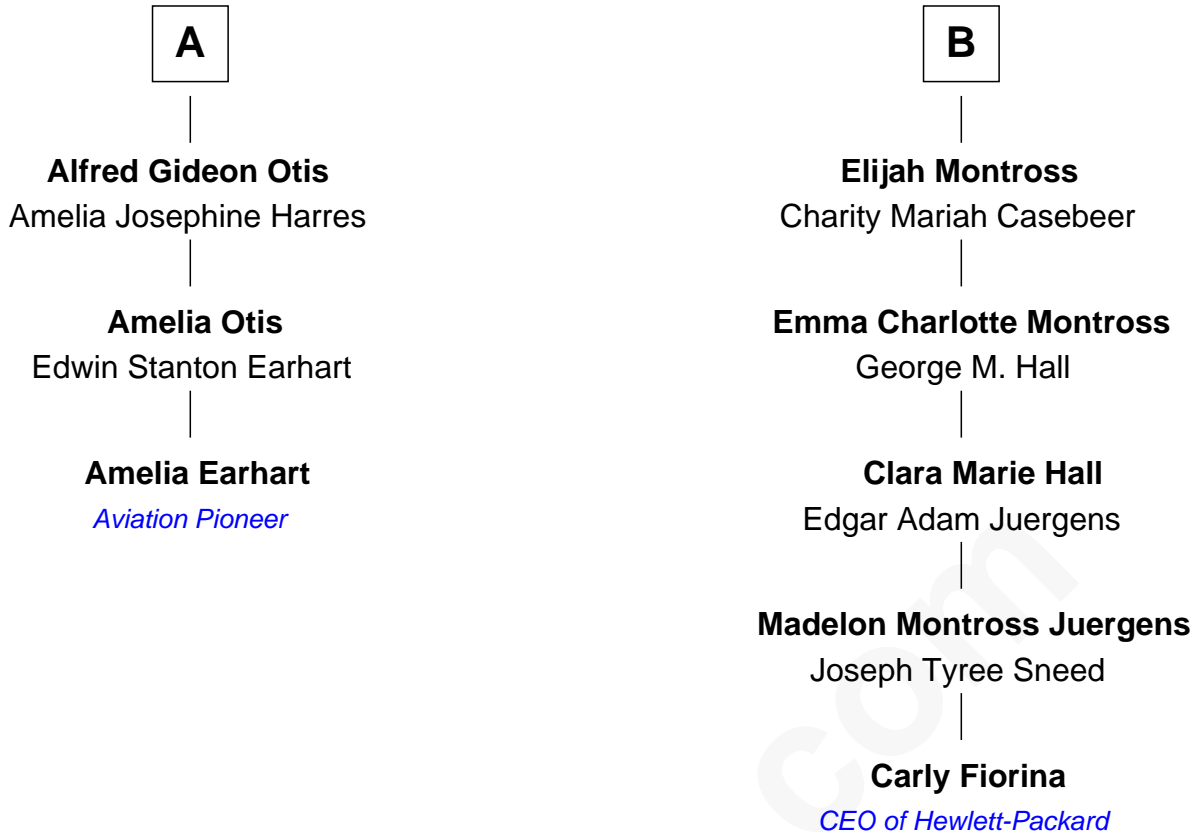 A
Alfred Gideon Otis
Amelia Josephine Harres
Amelia Otis
Edwin Stanton Earhart
Amelia Earhart
Aviation Pioneer
B
Elijah Montross
Charity Mariah Casebeer
Emma Charlotte Montross
George M. Hall
Clara Marie Hall
Edgar Adam Juergens
Madelon Montross Juergens
Joseph Tyree Sneed
Carly Fiorina
CEO of Hewlett-Packard
com